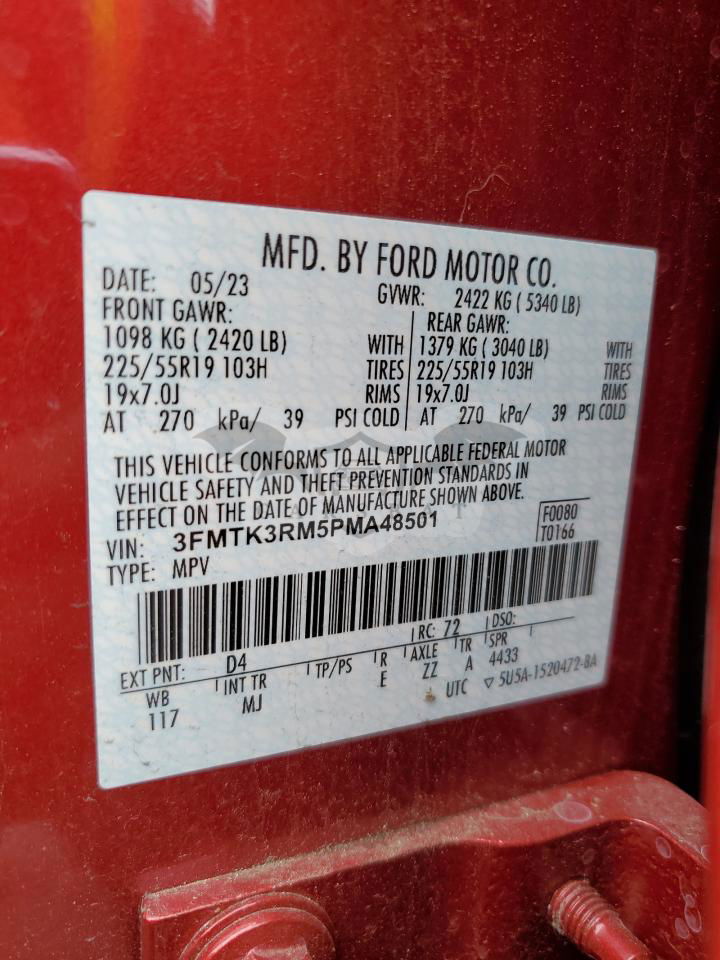 MFD. BY FORD MOTOR CO.
DATE: 05/23 GVWR: 2422 KG ( 5340 LB)
FRONT GAWR: REAR GAWR:
1098 KG ( 2420 LB) WITH 1379 KG ( 3040 LB) WITH
225/55R19 103H TIRES 225/55R19 103H TIRES
19x7.0J RIMS 19x7.0J RIMS
AT 270 kPa/ 39 PSI COLD AT 270 kPa/ 39 PSI COLD
THIS VEHICLE CONFORMS TO ALL APPLICABLE FEDERAL MOTOR
VEHICLE SAFETY AND THEFT PREVENTION STANDARDS IN
EFFECT ON THE DATE OF MANUFACTURE SHOWN ABOVE.
VIN: 3FMTK3RM5PMA48501 F0080
TYPE: MPV T0166
EXT PNT: D4 RC: 72 DSO:
WB INT TR TP/PS R AXLE TR SPR
117 MJ E ZZ A 4433
UTC ▽ 5U5A-1520472-BA